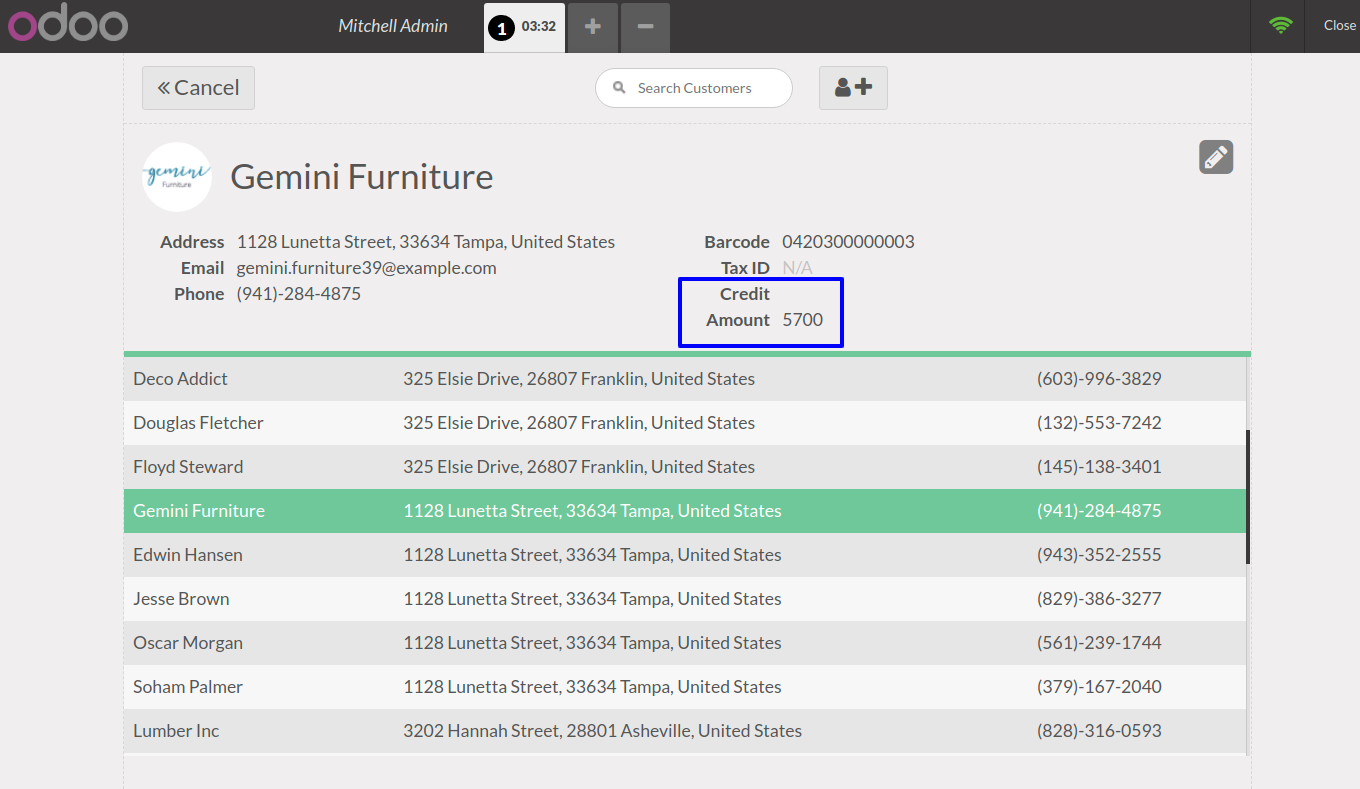 odoo Mitchell Admin 1 03:32 Close
Cancel Search Customers
gemini
Furniture
Gemini Furniture
Address 1128 Lunetta Street, 33634 Tampa, United States
Email gemini.furniture39@example.com
Phone (941)-284-4875
Barcode 0420300000003
Tax ID N/A
Credit
Amount 5700
Deco Addict 325 Elsie Drive, 26807 Franklin, United States (603)-996-3829
Douglas Fletcher 325 Elsie Drive, 26807 Franklin, United States (132)-553-7242
Floyd Steward 325 Elsie Drive, 26807 Franklin, United States (145)-138-3401
Gemini Furniture 1128 Lunetta Street, 33634 Tampa, United States (941)-284-4875
Edwin Hansen 1128 Lunetta Street, 33634 Tampa, United States (943)-352-2555
Jesse Brown 1128 Lunetta Street, 33634 Tampa, United States (829)-386-3277
Oscar Morgan 1128 Lunetta Street, 33634 Tampa, United States (561)-239-1744
Soham Palmer 1128 Lunetta Street, 33634 Tampa, United States (379)-167-2040
Lumber Inc 3202 Hannah Street, 28801 Asheville, United States (828)-316-0593